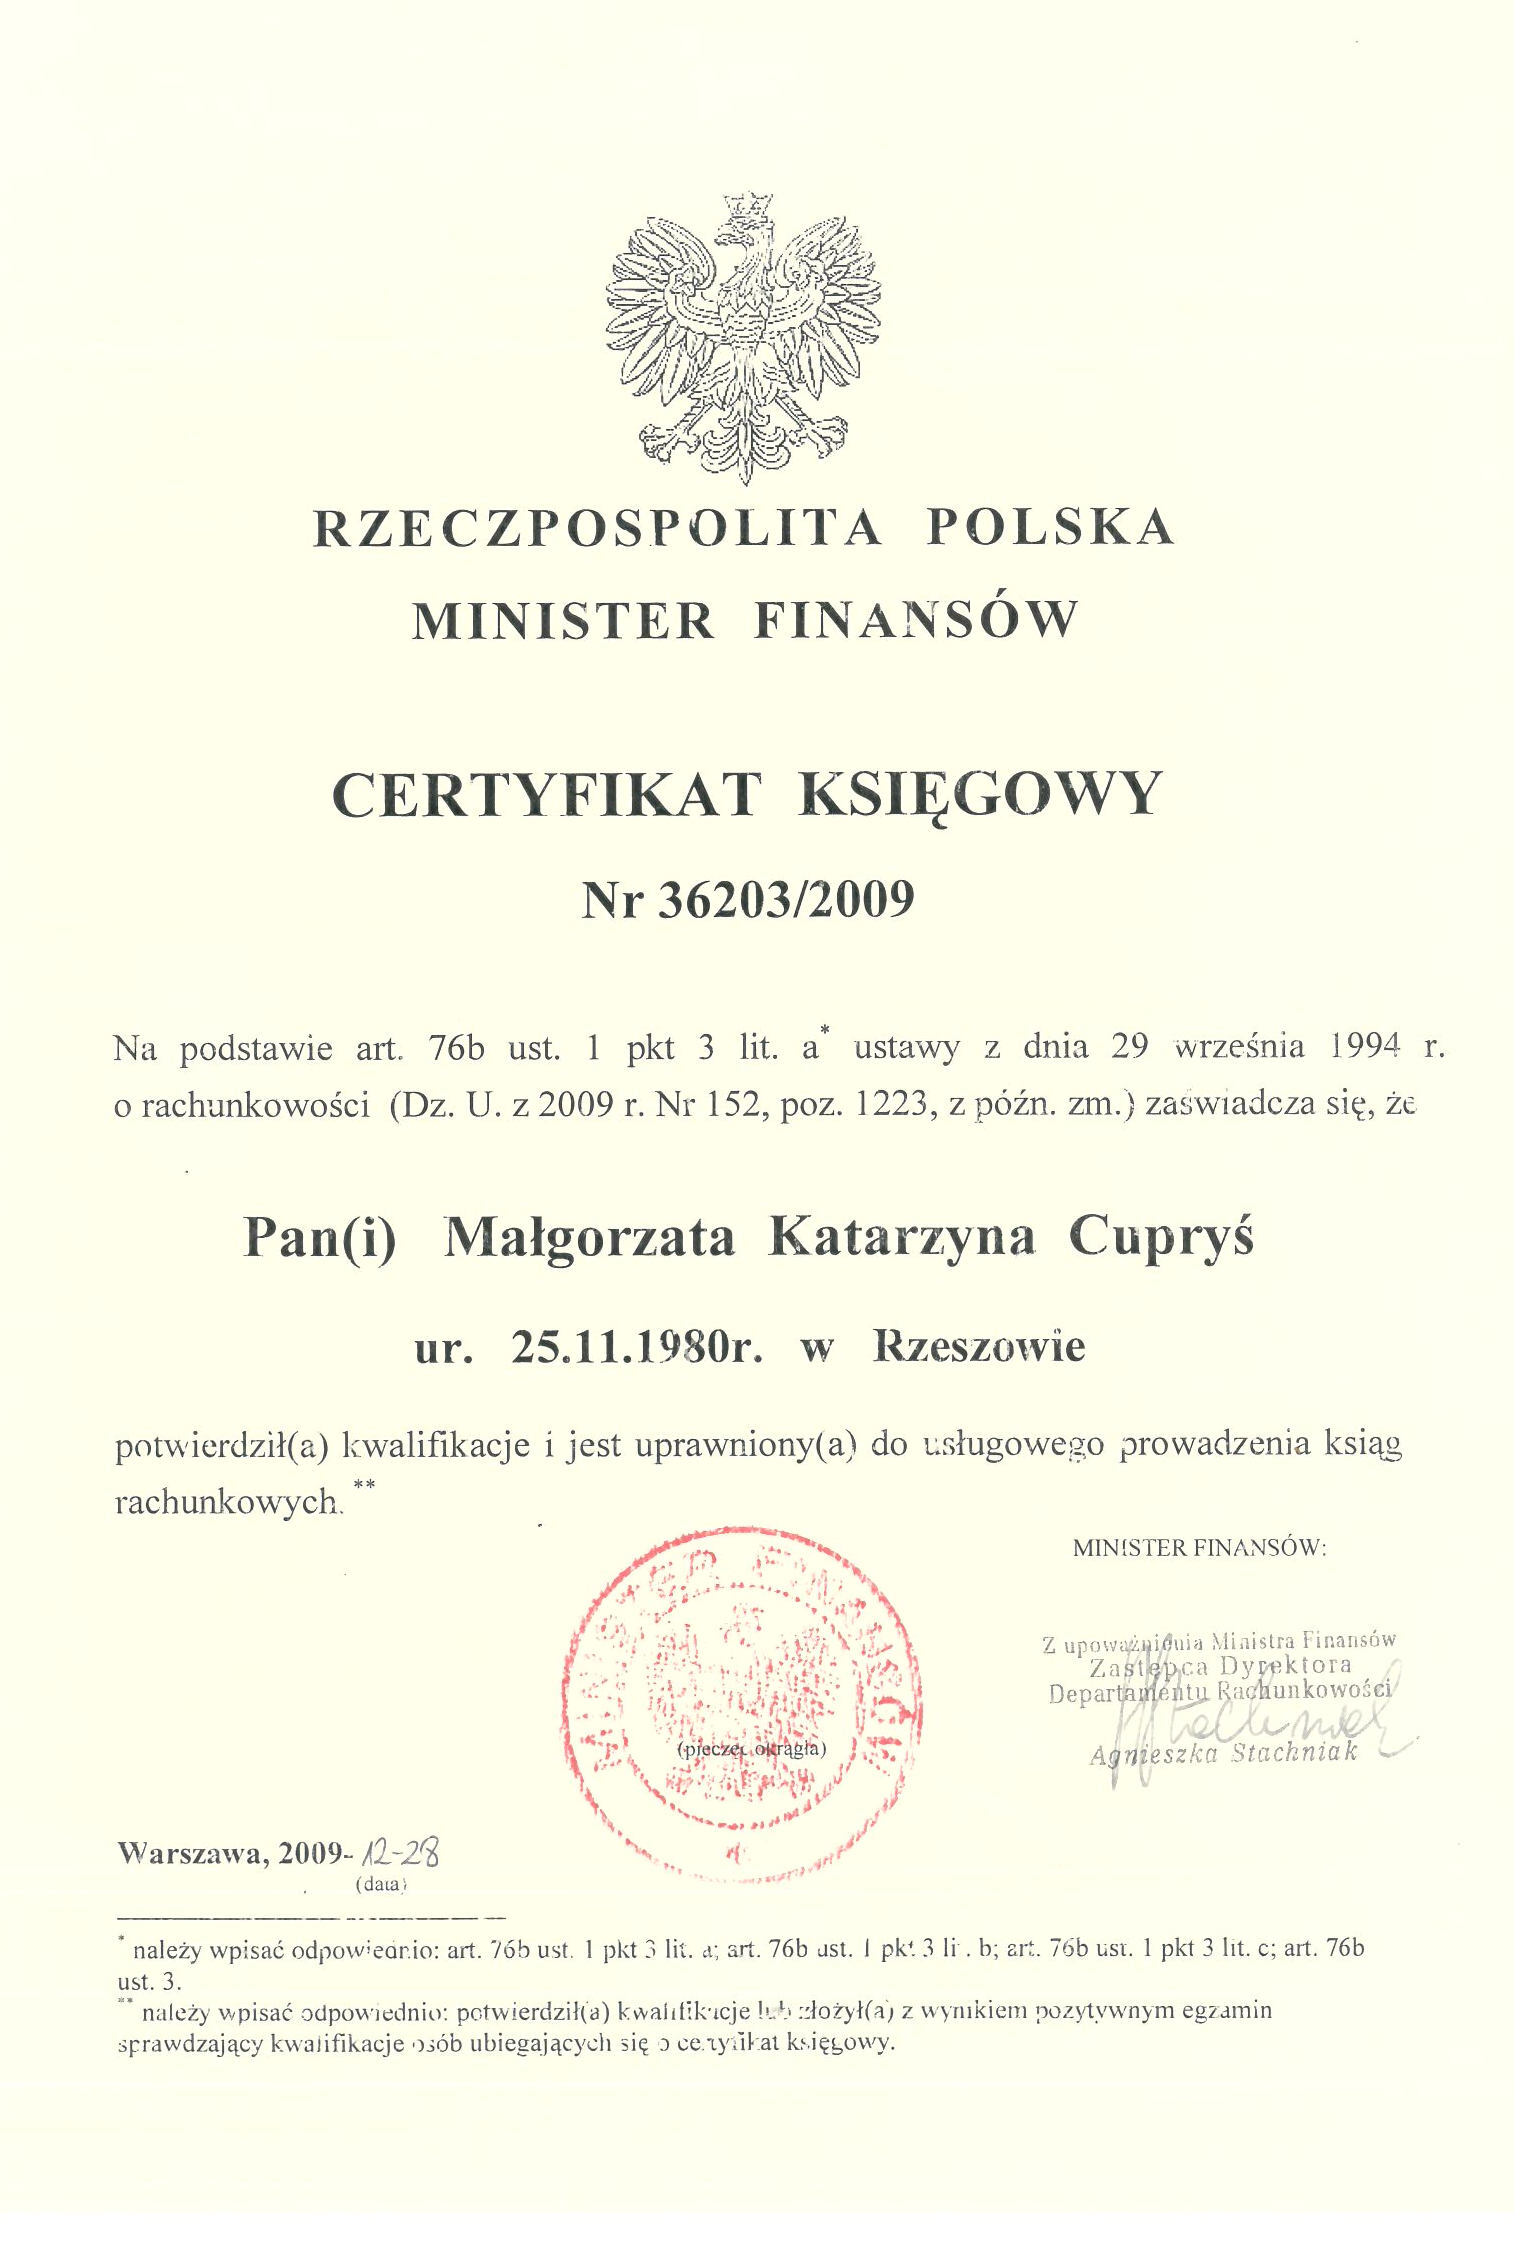 RZECZPOSPOLITA POLSKA
MINISTER FINANSÓW
CERTYFIKAT KSIĘGOWY
Nr 36203/2009
Na podstawie art. 76b ust. 1 pkt 3 lit. a* ustawy z dnia 29 września 1994 r.
o rachunkowości (Dz. U. z 2009 r. Nr 152, poz. 1223, z późn. zm.) zaświadcza się, że
Pan(i) Małgorzata Katarzyna Cupryś
ur. 25.11.1980r. w Rzeszowie
potwierdził(a) kwalifikacje i jest uprawniony(a) do usługowego prowadzenia ksiąg
rachunkowych.**
MINISTER FINANSÓW
MINISTER FINANSÓW:
Z upoważnienia Ministra Finansów
Zastępca Dyrektora
Departamentu Rachunkowości
Stachniak
(pieczęć okrągła)
Agnieszka Stachniak
Warszawa, 2009-12-28
(data)
* należy wpisać odpowiednio: art. 76b ust. 1 pkt 3 lit. a; art. 76b ust. 1 pkt 3 lit. b; art. 76b ust. 1 pkt 3 lit. c; art. 76b
ust. 3.
** należy wpisać odpowiednio: potwierdził(a) kwalifikacje lub złożył(a) z wynikiem pozytywnym egzamin
sprawdzający kwalifikacje osób ubiegających się o certyfikat księgowy.